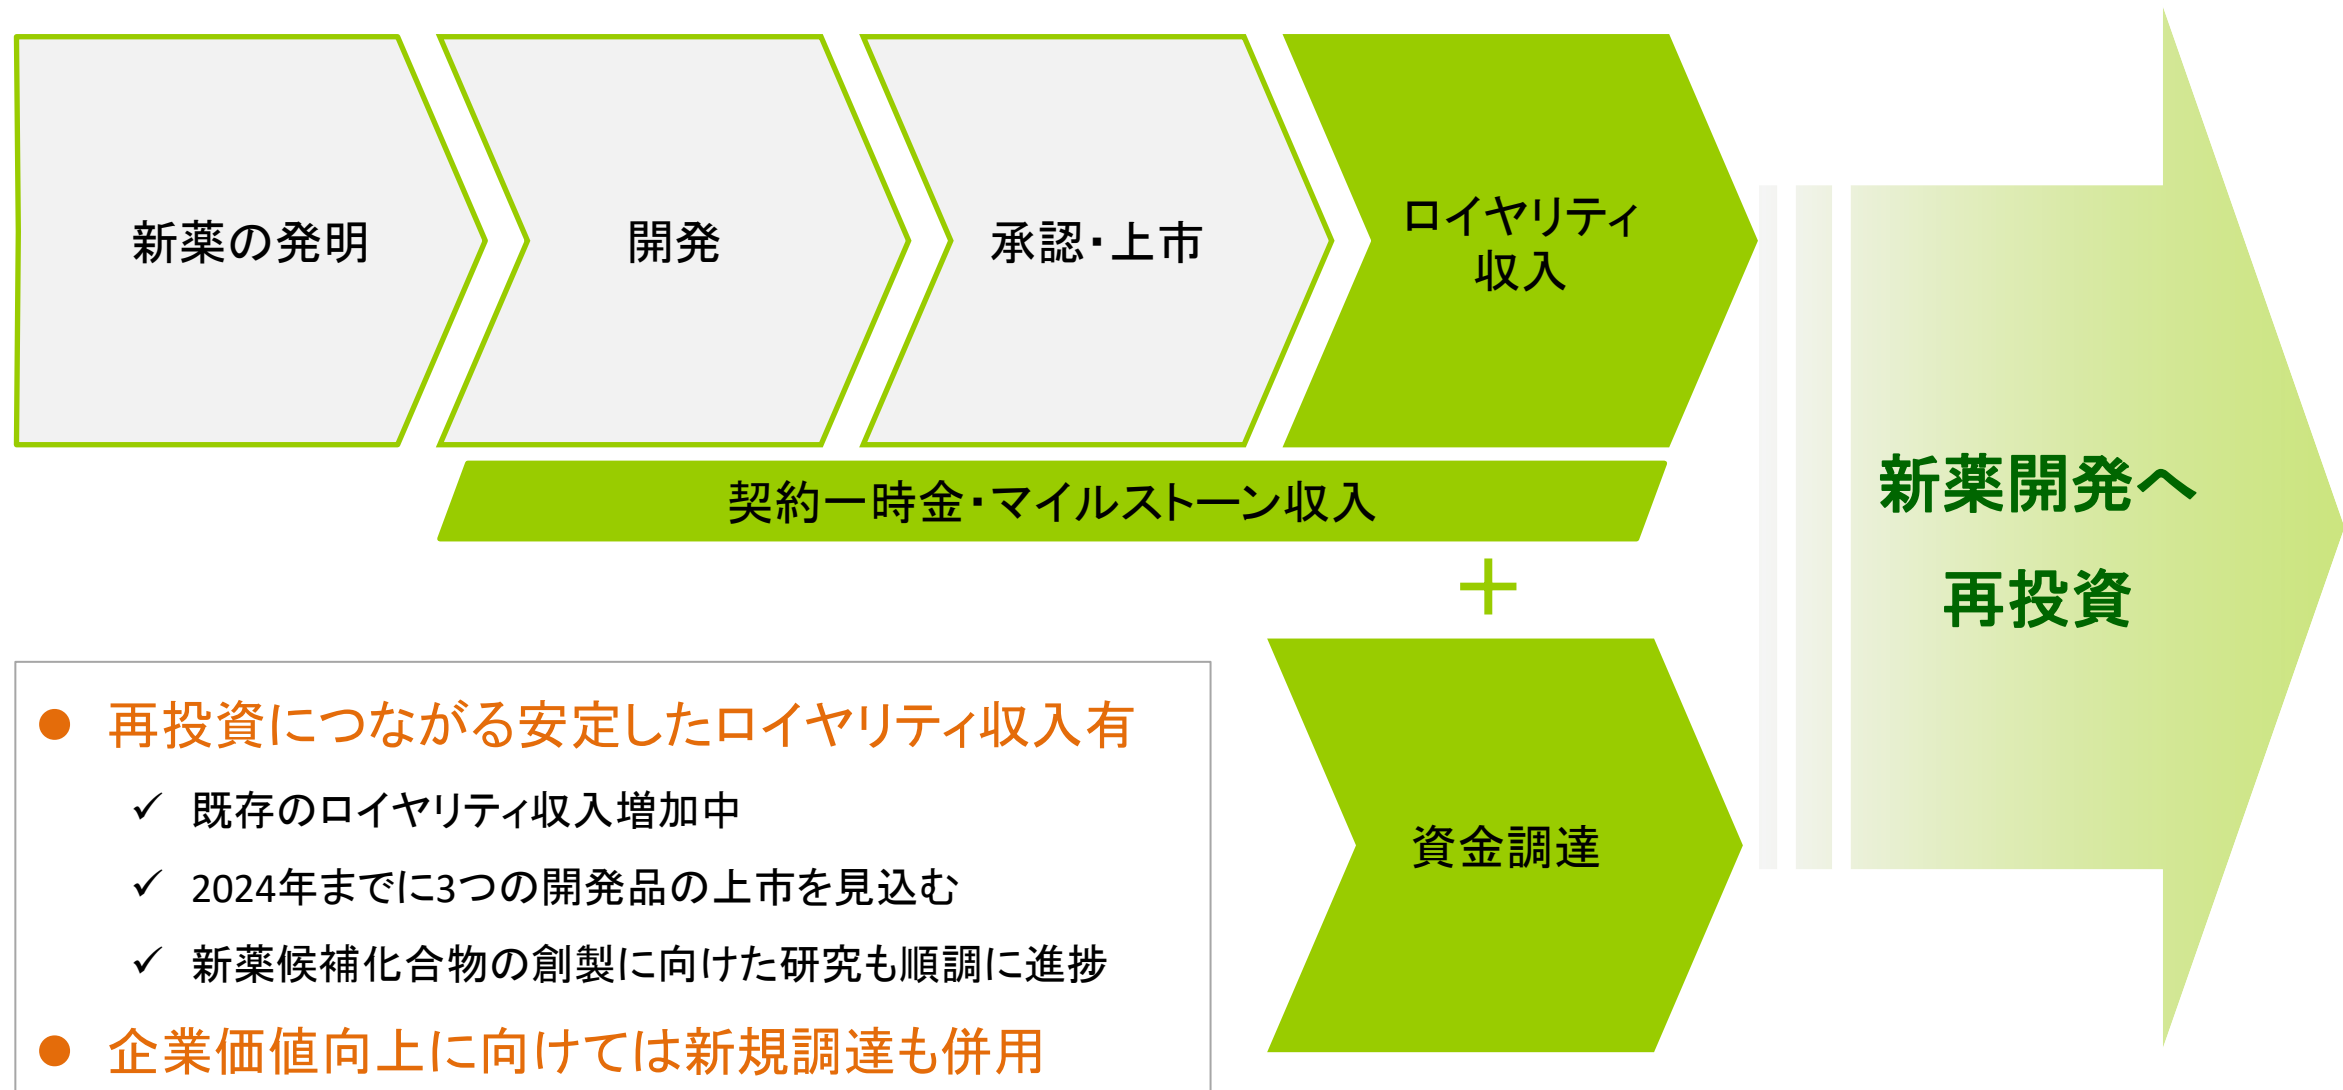 新薬の発明
開発
承認・上市
ロイヤリティ
収入
契約一時金・マイルストーン収入
＋
資金調達
新薬開発へ
再投資
● 再投資につながる安定したロイヤリティ収入有
✓ 既存のロイヤリティ収入増加中
✓ 2024年までに3つの開発品の上市を見込む
✓ 新薬候補化合物の創製に向けた研究も順調に進捗
● 企業価値向上に向けては新規調達も併用